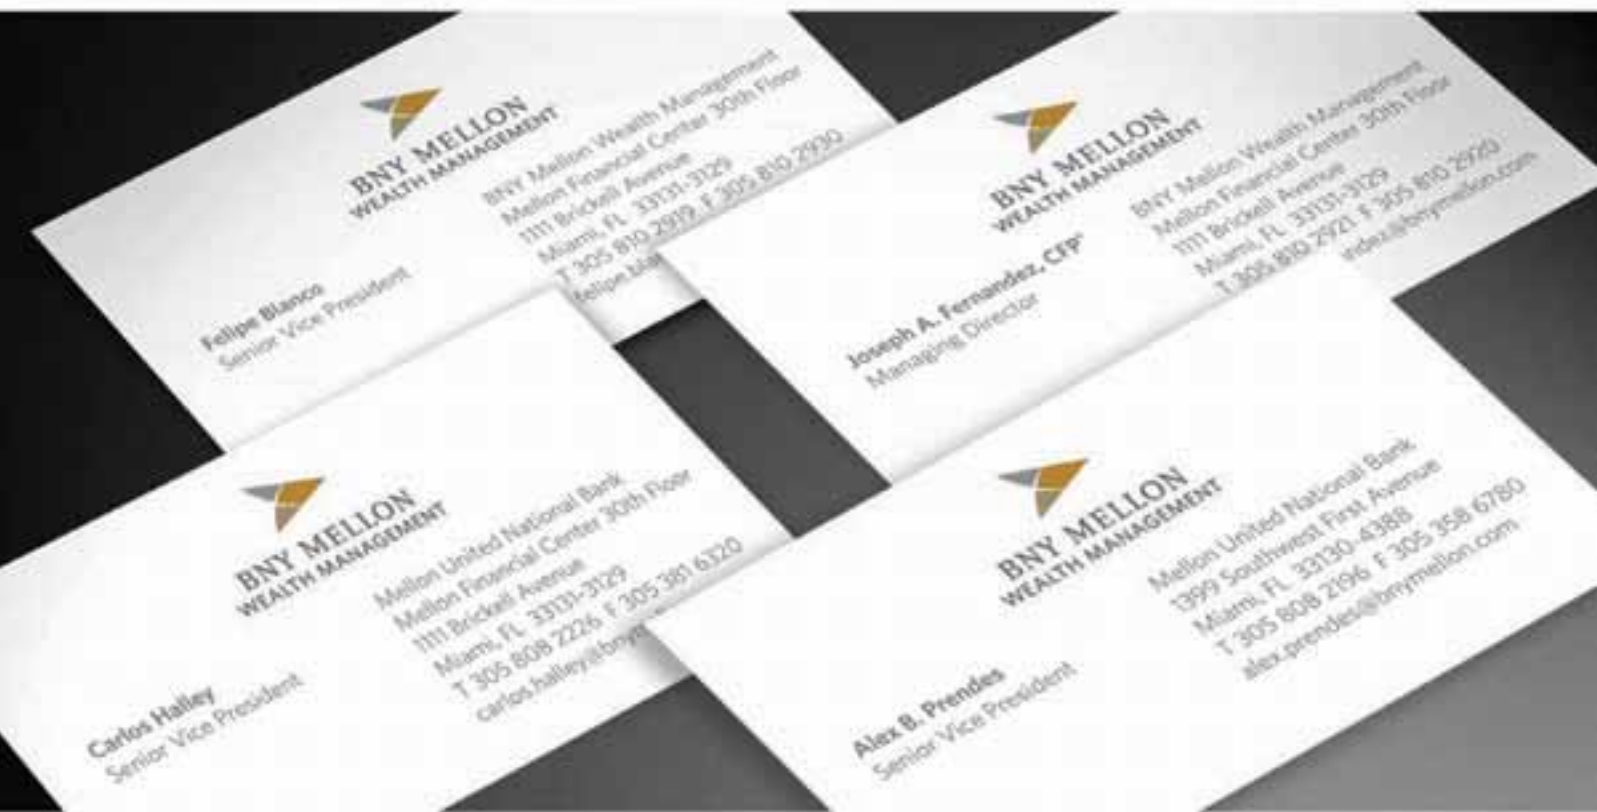 BNY MELLON
WEALTH MANAGEMENT
BNY Mellon Wealth Management
Mellon Financial Center 30th Floor
1111 Brickell Avenue
Miami, FL 33131-3129
T 305 810 2919 F 305 810 2930
Felipe Blanco
Senior Vice President
BNY MELLON
WEALTH MANAGEMENT
BNY Mellon Wealth Management
Mellon Financial Center 30th Floor
1111 Brickell Avenue
Miami, FL 33131-3129
T 305 810 2921 F 305 810 2920
ndez@bnymellon.com
Joseph A. Fernandez, CFP®
Managing Director
BNY MELLON
WEALTH MANAGEMENT
Mellon United National Bank
Mellon Financial Center 30th Floor
1111 Brickell Avenue
Miami, FL 33131-3129
T 305 808 2226 F 305 381 6320
carlos.halley@bny
Carlos Halley
Senior Vice President
BNY MELLON
WEALTH MANAGEMENT
Mellon United National Bank
1399 Southwest First Avenue
Miami, FL 33130-4388
T 305 808 2196 F 305 358 6780
alex.prendes@bnymellon.com
Alex B. Prendes
Senior Vice President